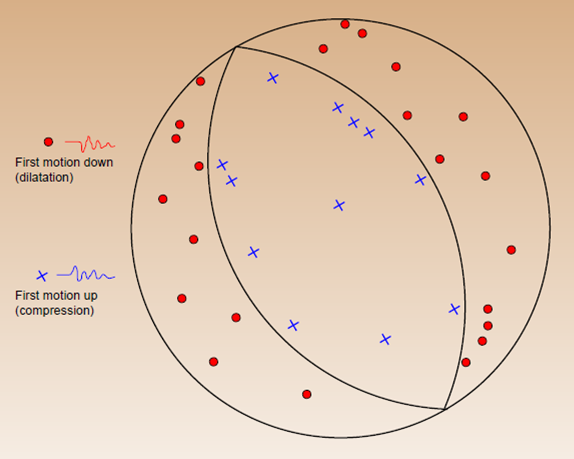 First motion down
(dilatation)
First motion up
(compression)